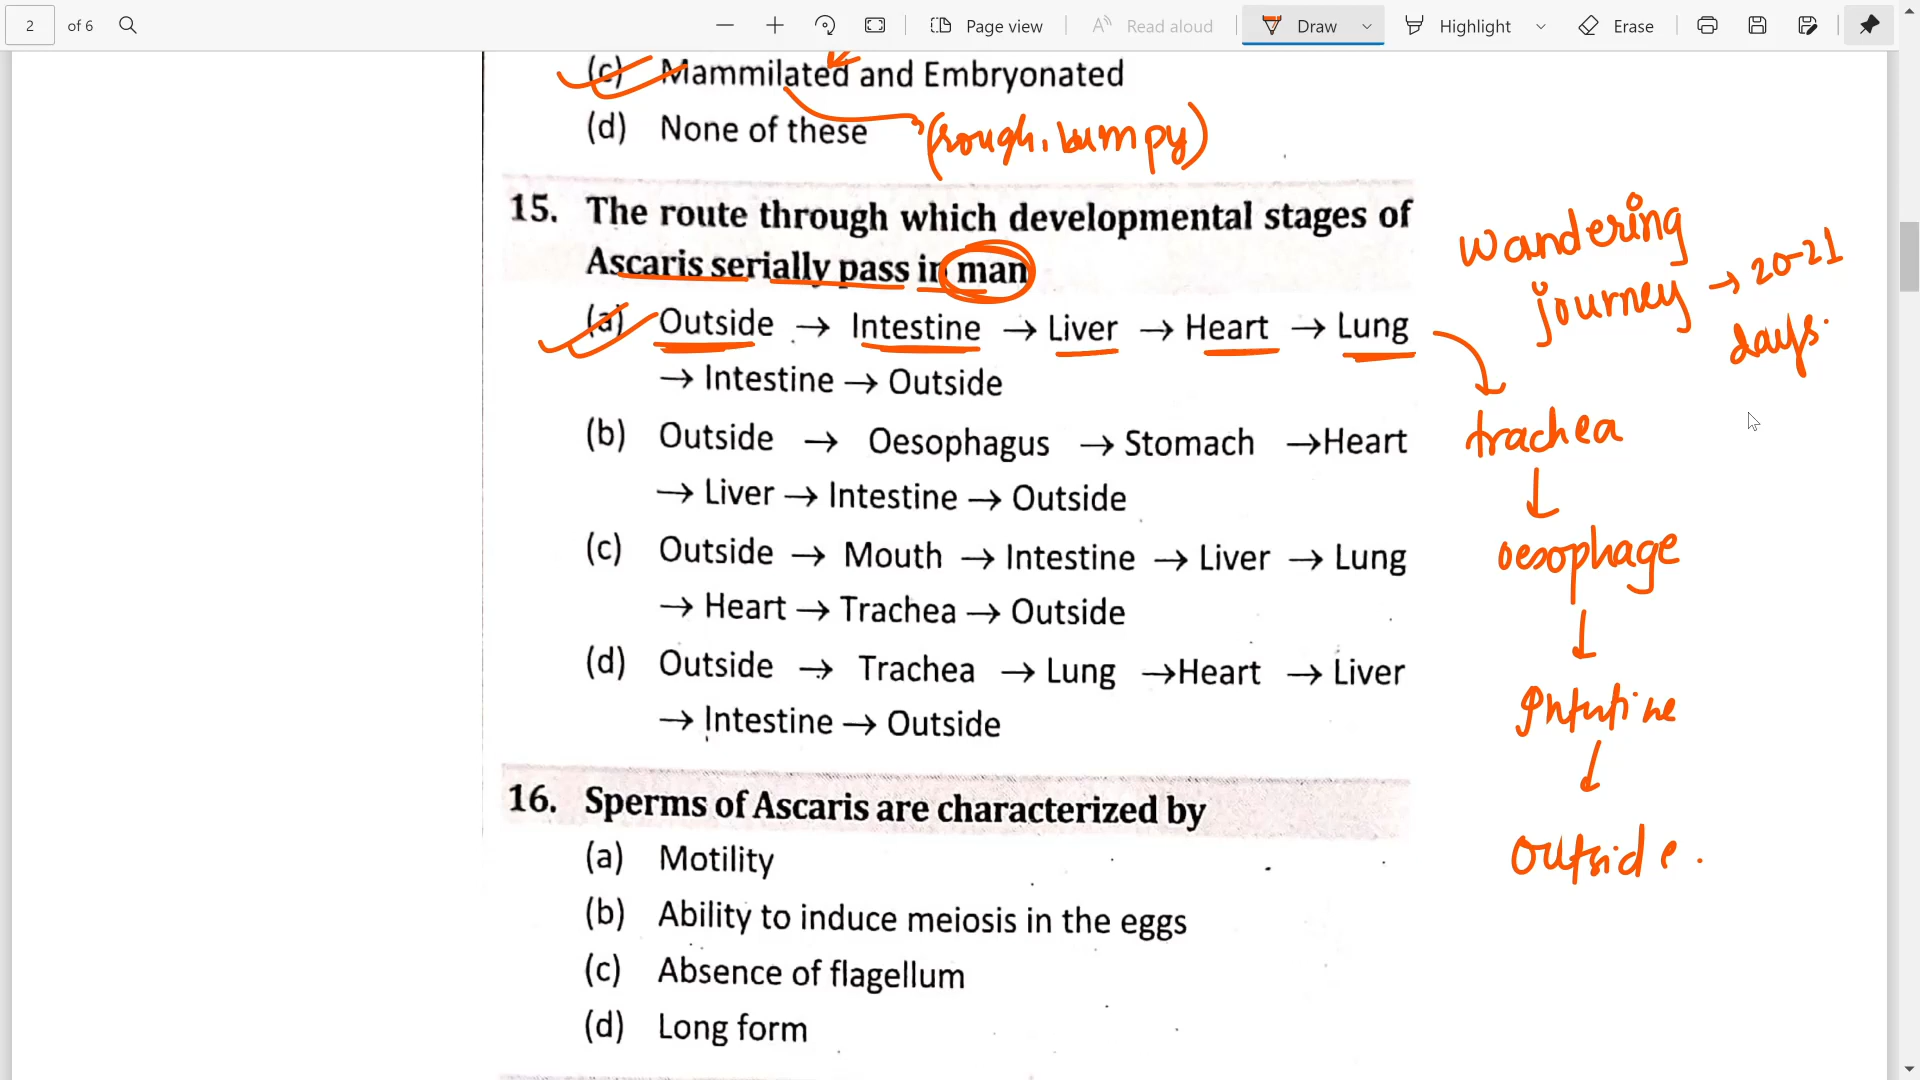 2 of 6 Page view Read aloud Draw Highlight Erase
(c) Mammilated and Embryonated
(d) None of these
(rough, bumpy)
15. The route through which developmental stages of
Ascaris serially pass in man
(a) Outside → Intestine → Liver → Heart → Lung
→ Intestine → Outside
(b) Outside → Oesophagus → Stomach → Heart
→ Liver → Intestine → Outside
(c) Outside → Mouth → Intestine → Liver → Lung
→ Heart → Trachea → Outside
(d) Outside → Trachea → Lung → Heart → Liver
→ Intestine → Outside
wandering
journey → 20-21
days.
trachea
↓
oesophage
↓
Intestine
↓
outside.
16. Sperms of Ascaris are characterized by
(a) Motility
(b) Ability to induce meiosis in the eggs
(c) Absence of flagellum
(d) Long form